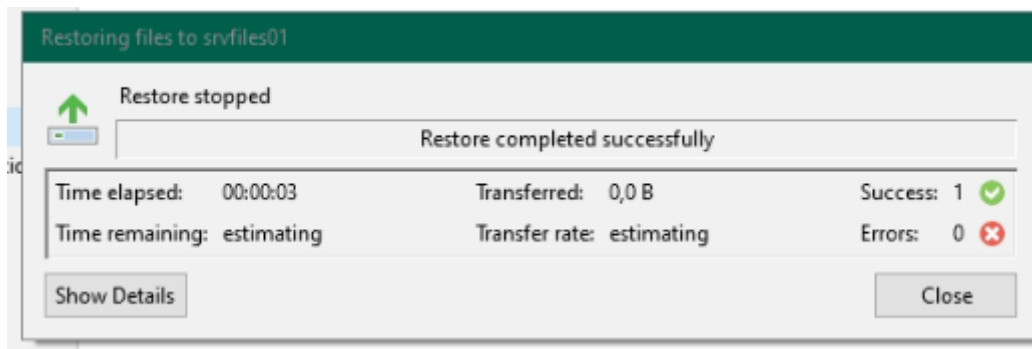 Restoring files to srvfiles01
Restore stopped
Restore completed successfully
tic
Time elapsed: 00:00:03 Transferred: 0,0 B Success: 1
Time remaining: estimating Transfer rate: estimating Errors: 0
Show Details Close